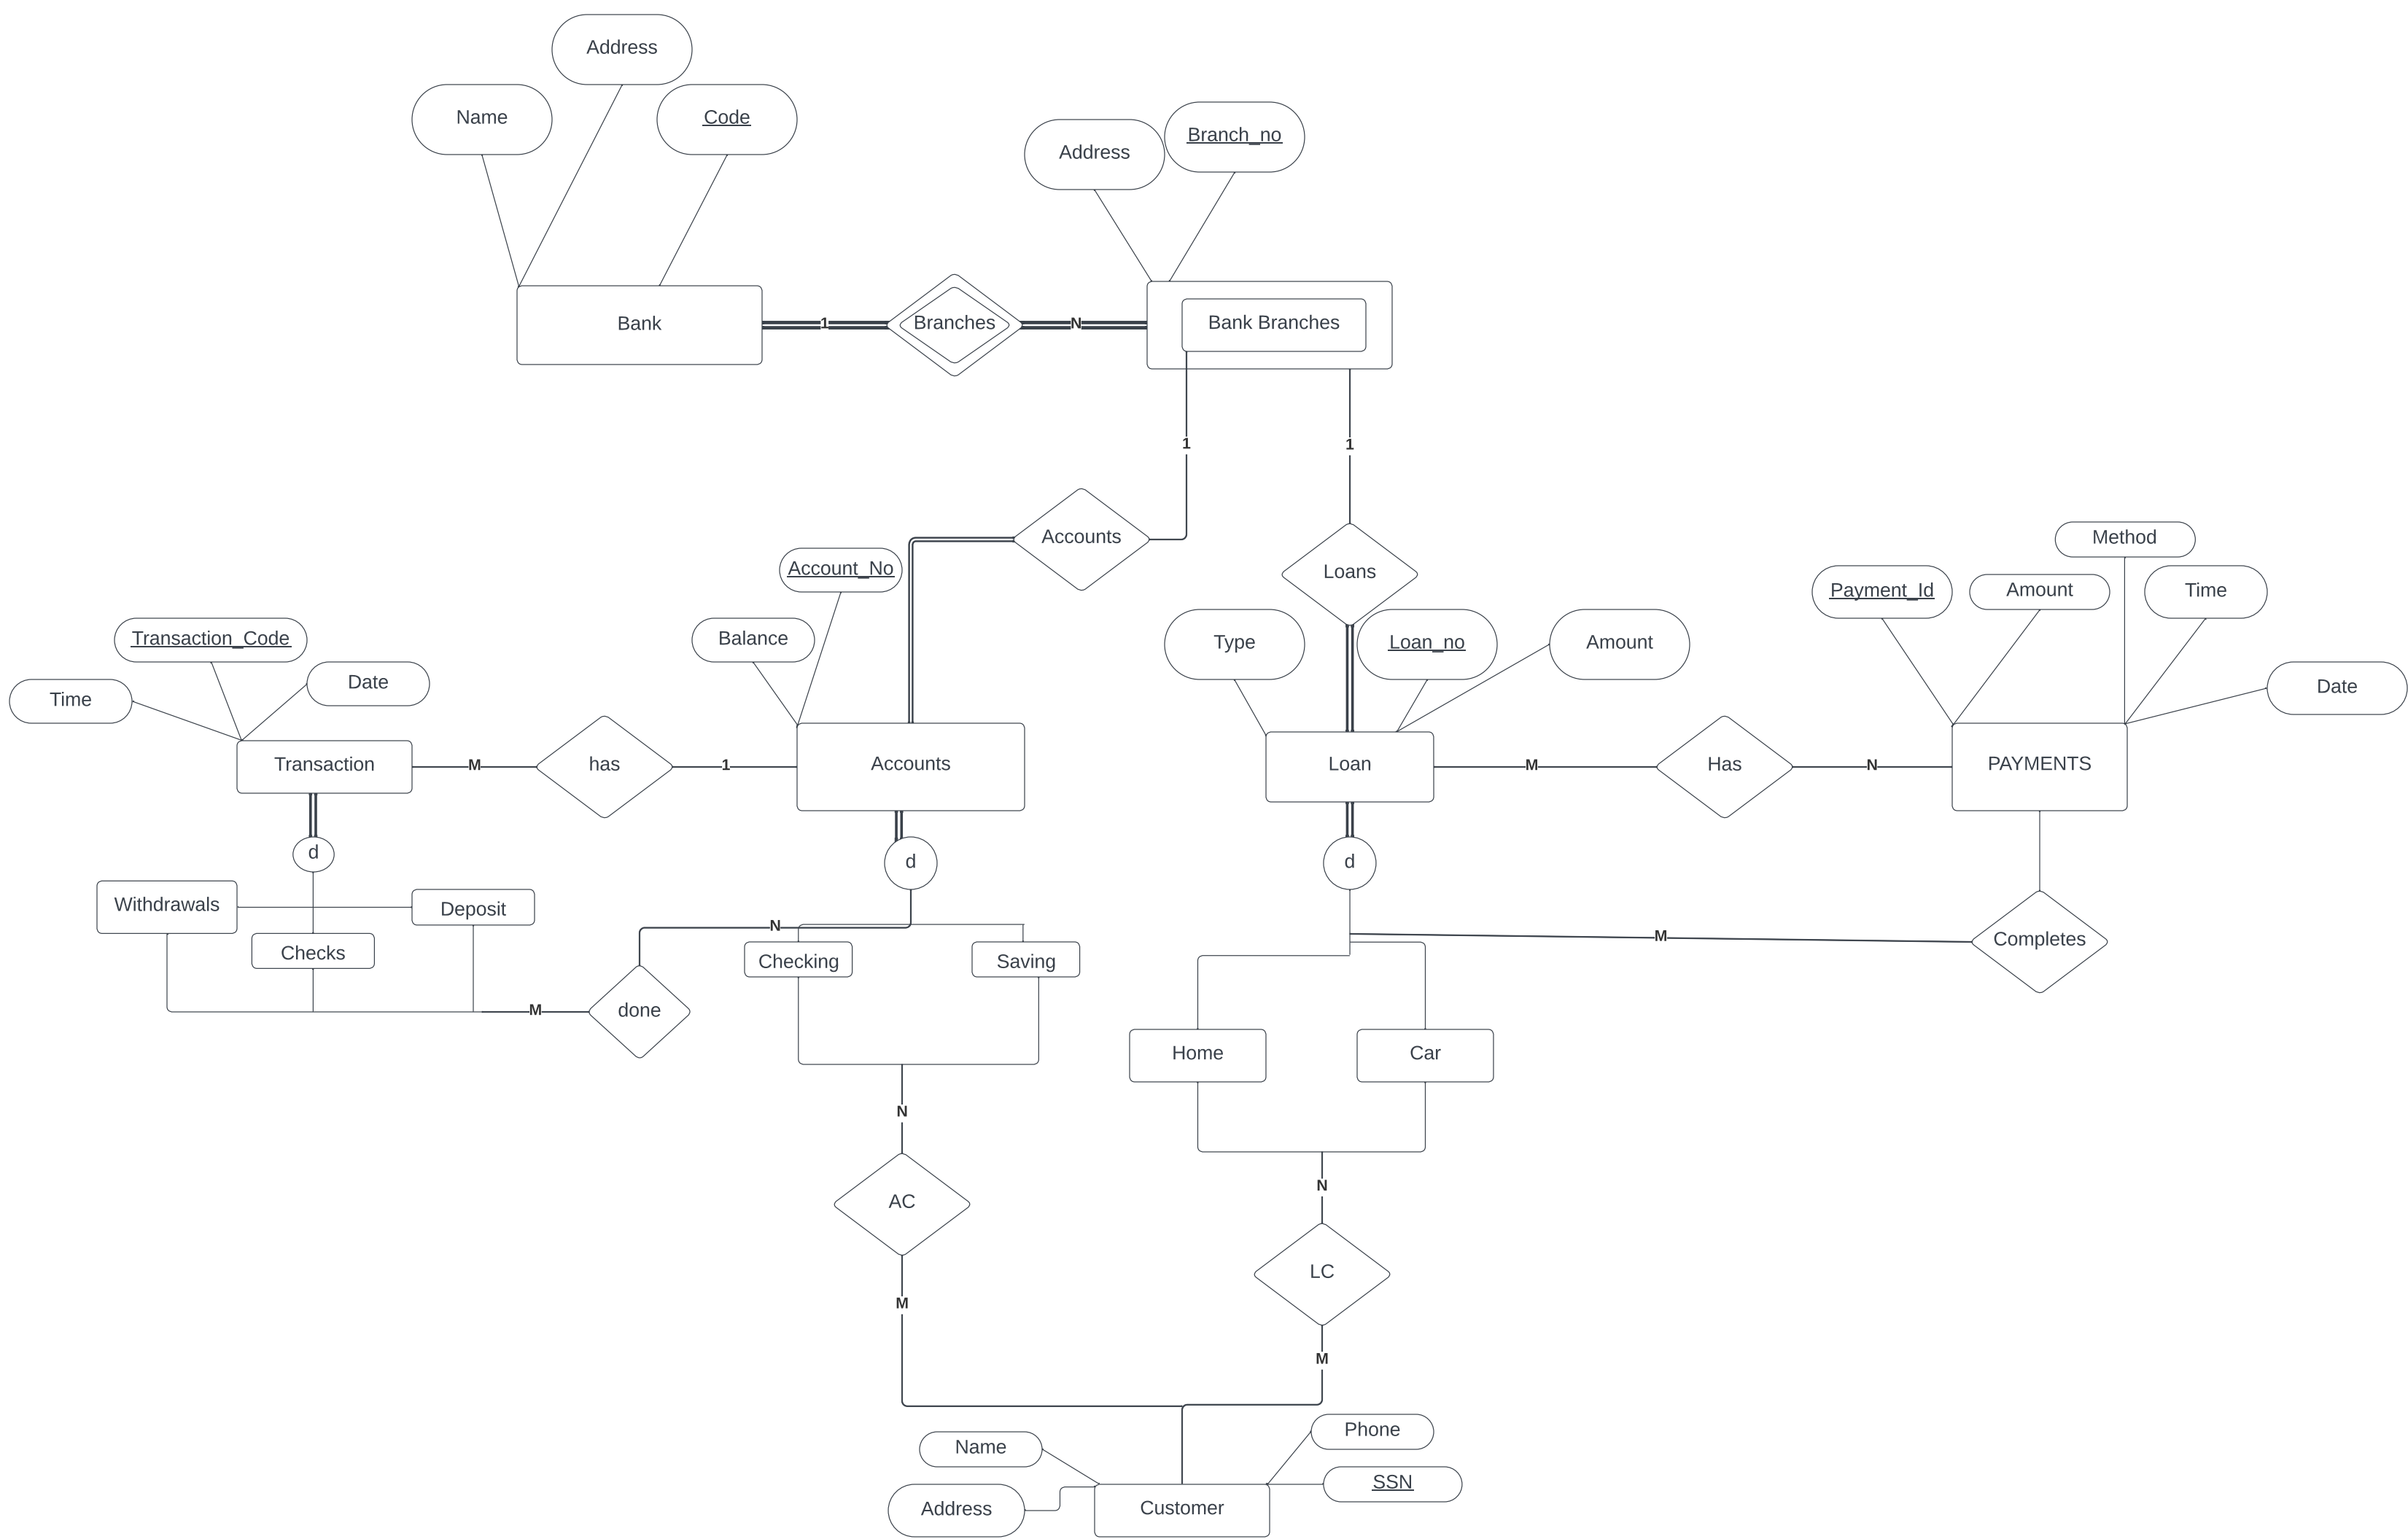 Address
Name
Code
Address
Branch_no
Bank
1
Branches
N
Bank Branches
1
1
Accounts
Loans
Method
Account_No
Payment_Id
Amount
Time
Transaction_Code
Balance
Type
Loan_no
Amount
Time
Date
Date
Transaction
M
has
1
Accounts
Loan
M
Has
N
PAYMENTS
d
d
d
Withdrawals
Deposit
Checks
N
Checking
Saving
M
Completes
M
done
Home
Car
N
AC
N
LC
M
M
Name
Phone
Address
Customer
SSN